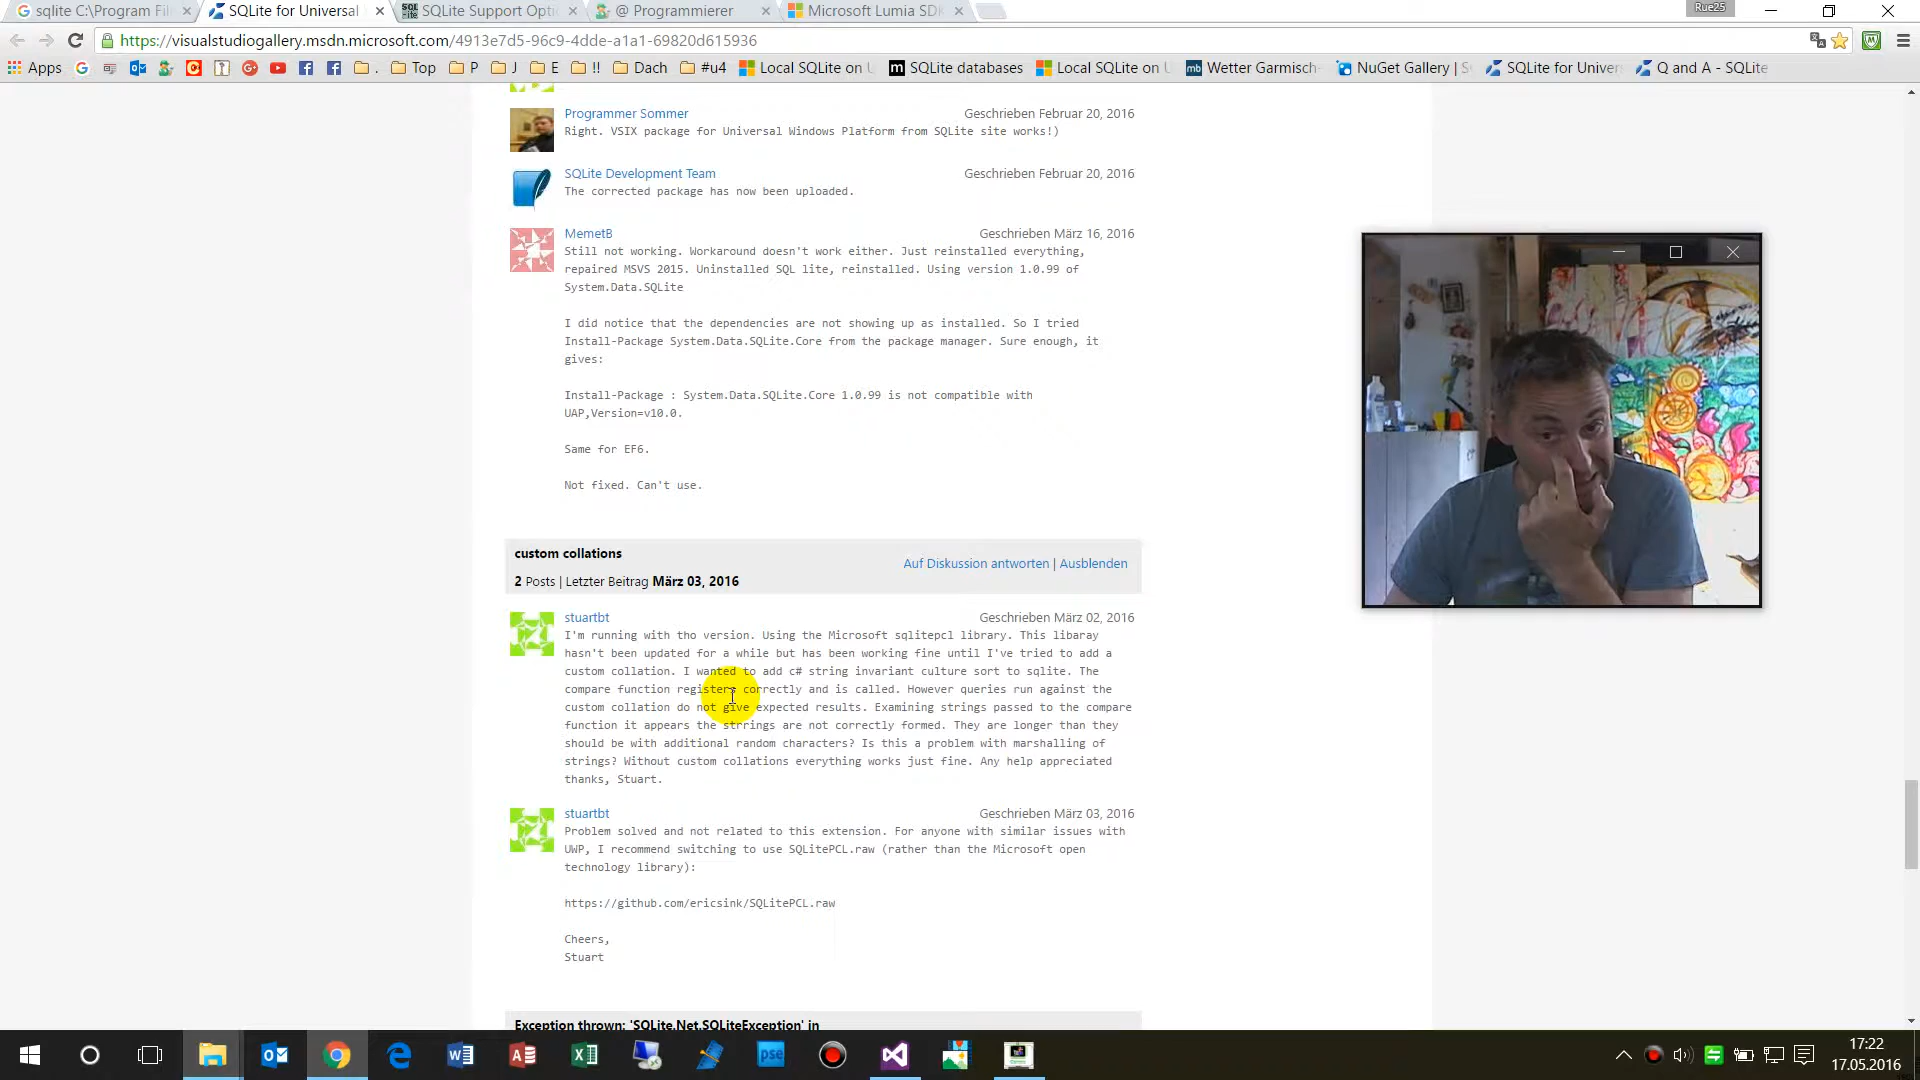 sqlite C:\Program Fil
SQLite for Universal
SQLite Support Opti
@ Programmierer
Microsoft Lumia SDK
Rue25
https://visualstudiogallery.msdn.microsoft.com/4913e7d5-96c9-4dde-a1a1-69820d615936
Apps
.
Top
P
J
E
!!
Dach
#u4
Local SQLite on U
SQLite databases
Local SQLite on U
Wetter Garmisch-
NuGet Gallery | S
SQLite for Univers
Q and A - SQLite
Programmer Sommer Geschrieben Februar 20, 2016
Right. VSIX package for Universal Windows Platform from SQLite site works!)
SQLite Development Team Geschrieben Februar 20, 2016
The corrected package has now been uploaded.
MemetB Geschrieben März 16, 2016
Still not working. Workaround doesn't work either. Just reinstalled everything,
repaired MSVS 2015. Uninstalled SQL lite, reinstalled. Using version 1.0.99 of
System.Data.SQLite
I did notice that the dependencies are not showing up as installed. So I tried
Install-Package System.Data.SQLite.Core from the package manager. Sure enough, it
gives:
Install-Package : System.Data.SQLite.Core 1.0.99 is not compatible with
UAP,Version=v10.0.
Same for EF6.
Not fixed. Can't use.
custom collations
Auf Diskussion antworten | Ausblenden
2 Posts | Letzter Beitrag März 03, 2016
stuartbt Geschrieben März 02, 2016
I'm running with tho version. Using the Microsoft sqlitepcl library. This libaray
hasn't been updated for a while but has been working fine until I've tried to add a
custom collation. I wanted to add c# string invariant culture sort to sqlite. The
compare function registers correctly and is called. However queries run against the
custom collation do not give expected results. Examining strings passed to the compare
function it appears the strrings are not correctly formed. They are longer than they
should be with additional random characters? Is this a problem with marshalling of
strings? Without custom collations everything works just fine. Any help appreciated
thanks, Stuart.
stuartbt Geschrieben März 03, 2016
Problem solved and not related to this extension. For anyone with similar issues with
UWP, I recommend switching to use SQLitePCL.raw (rather than the Microsoft open
technology library):
https://github.com/ericsink/SQLitePCL.raw
Cheers,
Stuart
Exception thrown: 'SQLite.Net.SQLiteException' in
pse
17:22
17.05.2016